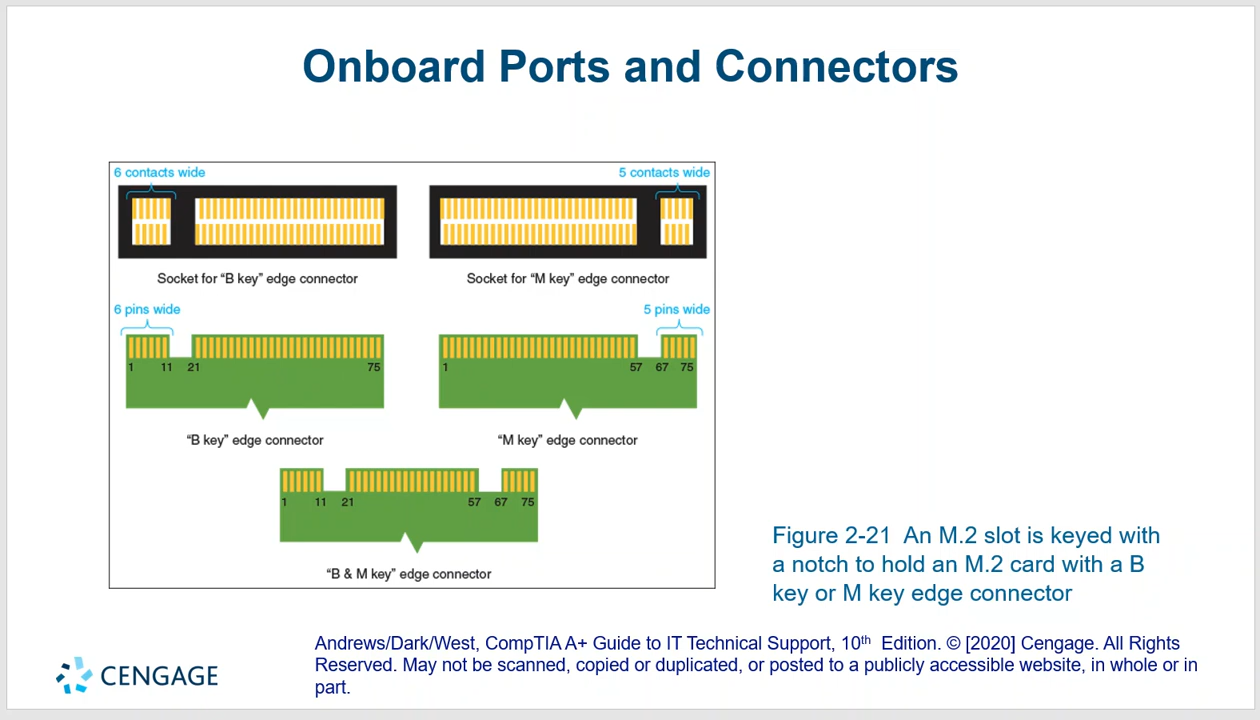 Onboard Ports and Connectors
6 contacts wide
5 contacts wide
Socket for “B key” edge connector
Socket for “M key” edge connector
6 pins wide
5 pins wide
1 11 21 75
1 57 67 75
“B key” edge connector
“M key” edge connector
1 11 21 57 67 75
“B & M key” edge connector
Figure 2-21 An M.2 slot is keyed with
a notch to hold an M.2 card with a B
key or M key edge connector
Andrews/Dark/West, CompTIA A+ Guide to IT Technical Support, 10th Edition. © [2020] Cengage. All Rights
Reserved. May not be scanned, copied or duplicated, or posted to a publicly accessible website, in whole or in
part.
CENGAGE